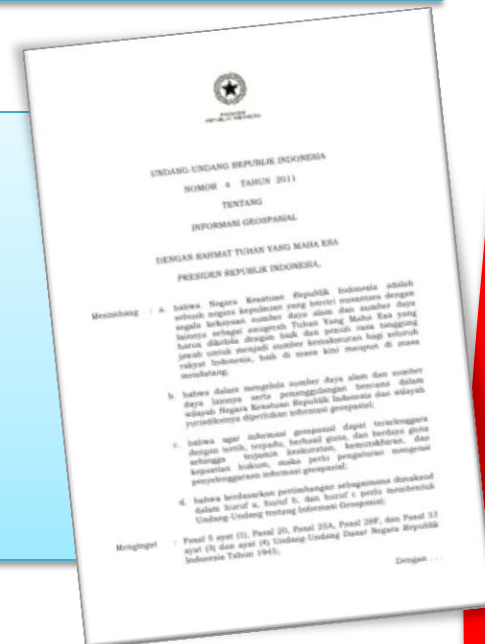 PRESIDEN
REPUBLIK INDONESIA
UNDANG-UNDANG REPUBLIK INDONESIA
NOMOR 4 TAHUN 2011
TENTANG
INFORMASI GEOSPASIAL
DENGAN RAHMAT TUHAN YANG MAHA ESA
PRESIDEN REPUBLIK INDONESIA,
Menimbang : a. bahwa Negara Kesatuan Republik Indonesia adalah
sebuah negara kepulauan yang berciri nusantara dengan
segala kekayaan sumber daya alam dan sumber daya
lainnya sebagai anugerah Tuhan Yang Maha Esa yang
harus dikelola dengan baik dan penuh rasa tanggung
jawab untuk menjadi sumber kemakmuran bagi seluruh
rakyat Indonesia, baik di masa kini maupun di masa
mendatang;
b. bahwa dalam mengelola sumber daya alam dan sumber
daya lainnya serta penanggulangan bencana dalam
wilayah Negara Kesatuan Republik Indonesia dan wilayah
yurisdiksinya diperlukan informasi geospasial;
c. bahwa agar informasi geospasial dapat terselenggara
dengan tertib, terpadu, berhasil guna, dan berdaya guna
sehingga terjamin keakuratan, kemutakhiran, dan
kepastian hukum, maka perlu pengaturan mengenai
penyelenggaraan informasi geospasial;
d. bahwa berdasarkan pertimbangan sebagaimana dimaksud
dalam huruf a, huruf b, dan huruf c perlu membentuk
Undang-Undang tentang Informasi Geospasial;
Mengingat : Pasal 5 ayat (1), Pasal 20, Pasal 25A, Pasal 28F, dan Pasal 33
ayat (3) dan ayat (4) Undang-Undang Dasar Negara Republik
Indonesia Tahun 1945;
Dengan . . .